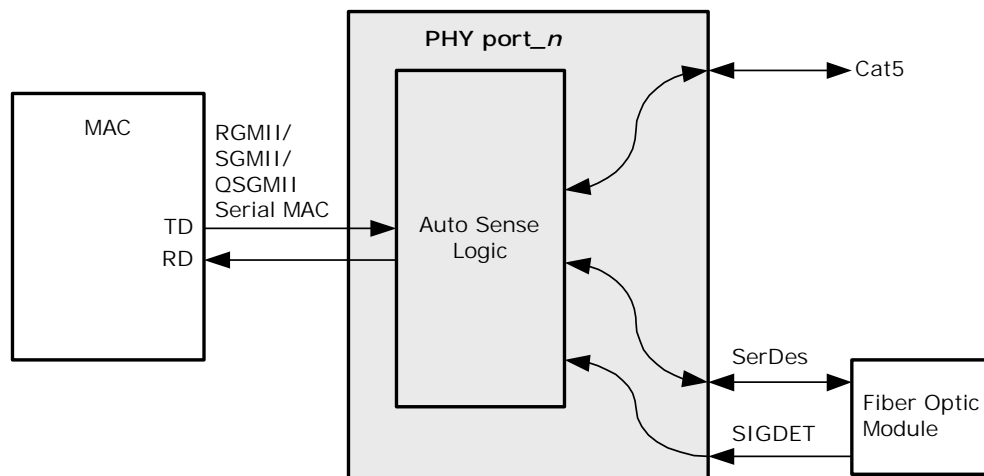 PHY port_n
MAC
RGMII/
SGMII/
QSGMII
Serial MAC
TD
RD
Auto Sense
Logic
Cat5
SerDes
SIGDET
Fiber Optic
Module